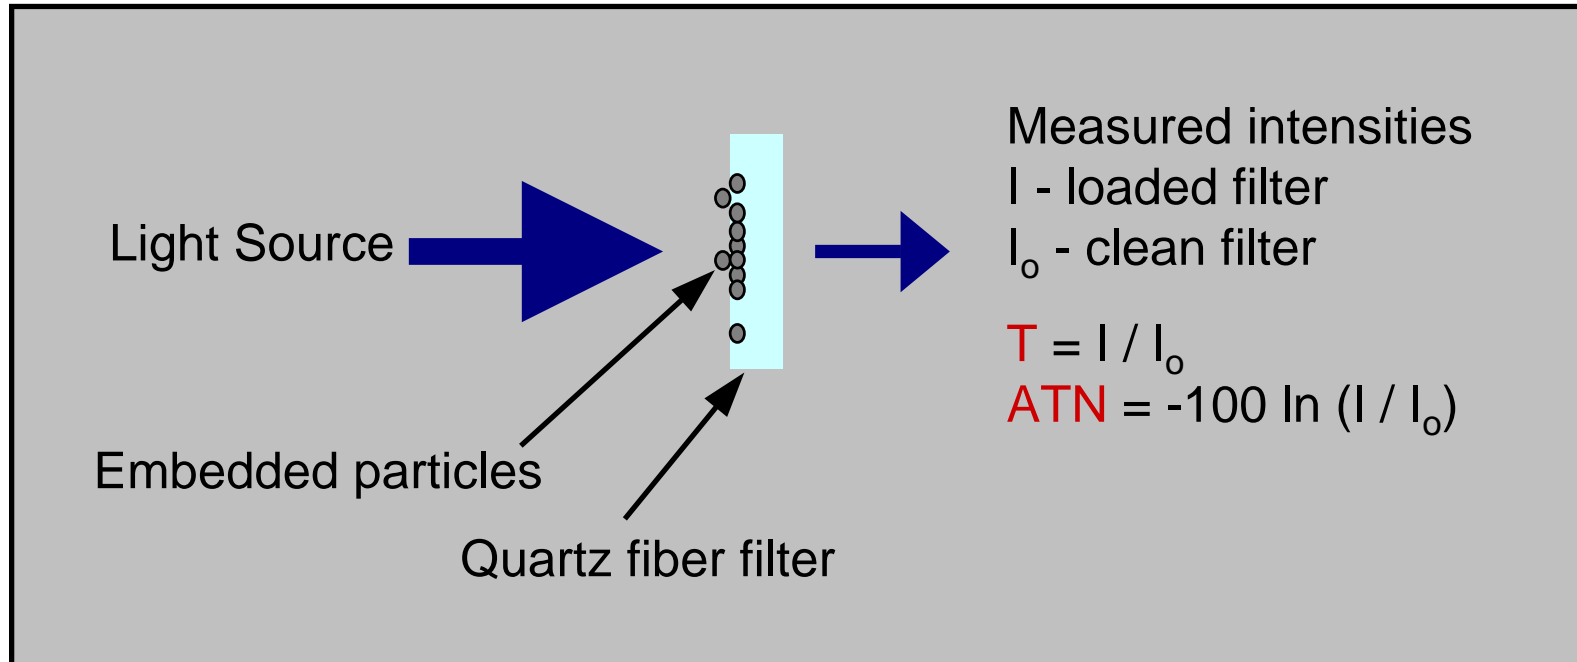 Light Source
Embedded particles
Quartz fiber filter
Measured intensities
I - loaded filter
Iₒ - clean filter
T = I / Iₒ
ATN = -100 ln (I / Iₒ)